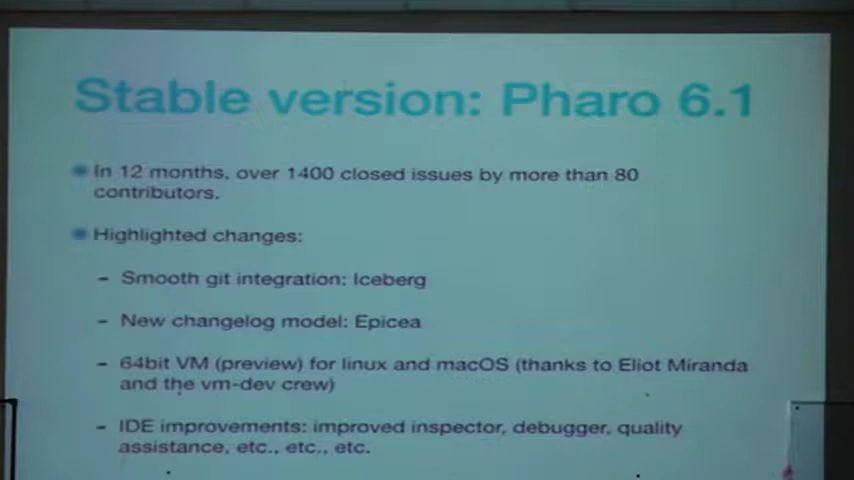 Stable version: Pharo 6.1
In 12 months, over 1400 closed issues by more than 80
contributors.
Highlighted changes:
- Smooth git integration: Iceberg
- New changelog model: Epicea
- 64bit VM (preview) for linux and macOS (thanks to Eliot Miranda
and the vm-dev crew)
- IDE improvements: improved inspector, debugger, quality
assistance, etc., etc., etc.